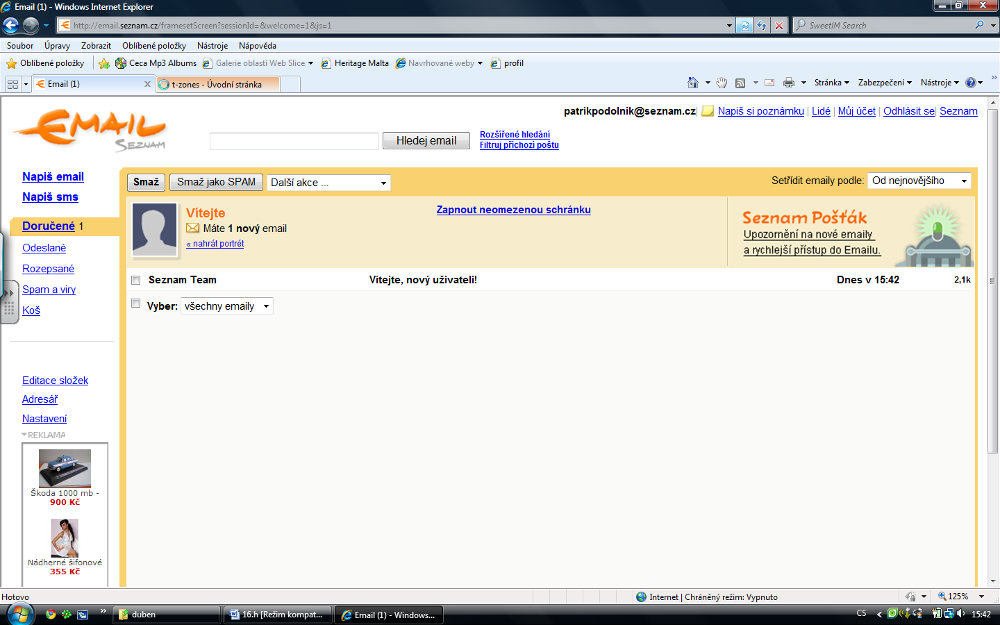 Email (1) - Windows Internet Explorer
http://email.seznam.cz/framesetScreen?sessionId=&welcome=1&js=1
SweetIM Search
Soubor Úpravy Zobrazit Oblíbené položky Nástroje Nápověda
Oblíbené položky Ceca Mp3 Albums Galerie oblastí Web Slice Heritage Malta Navrhované weby profil
Email (1) t-zones - Úvodní stránka Stránka Zabezpečení Nástroje
patrikpodolnik@seznam.cz| Napiš si poznámku | Lidé | Můj účet | Odhlásit se| Seznam
EMAIL
SEZNAM
Hledej email
Rozšířené hledání
Filtruj příchozí poštu
Napiš email
Napiš sms
Doručené 1
Odeslané
Rozepsané
Spam a viry
Koš
Editace složek
Adresář
Nastavení
REKLAMA
Škoda 1000 mb -
900 Kč
Nádherné šifonové
355 Kč
Smaž Smaž jako SPAM Další akce ... Setřídit emaily podle: Od nejnovějšího
Vítejte
Máte 1 nový email
« nahrát portrét
Zapnout neomezenou schránku
Seznam Pošťák
Upozornění na nové emaily
a rychlejší přístup do Emailu.
Seznam Team Vítejte, nový uživateli! Dnes v 15:42 2,1k
Vyber: všechny emaily
Hotovo Internet | Chráněný režim: Vypnuto 125%
duben 16.h [Režim kompat... Email (1) - Windows... CS 15:42